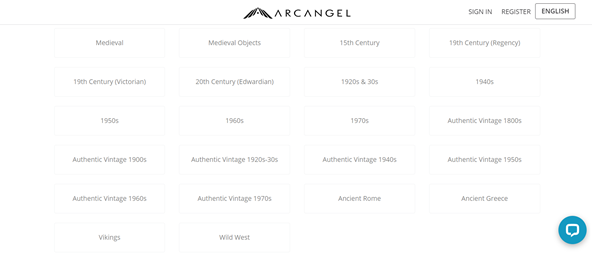 ARCANGEL
SIGN IN REGISTER ENGLISH
Medieval Medieval Objects 15th Century 19th Century (Regency)
19th Century (Victorian) 20th Century (Edwardian) 1920s & 30s 1940s
1950s 1960s 1970s Authentic Vintage 1800s
Authentic Vintage 1900s Authentic Vintage 1920s-30s Authentic Vintage 1940s Authentic Vintage 1950s
Authentic Vintage 1960s Authentic Vintage 1970s Ancient Rome Ancient Greece
Vikings Wild West